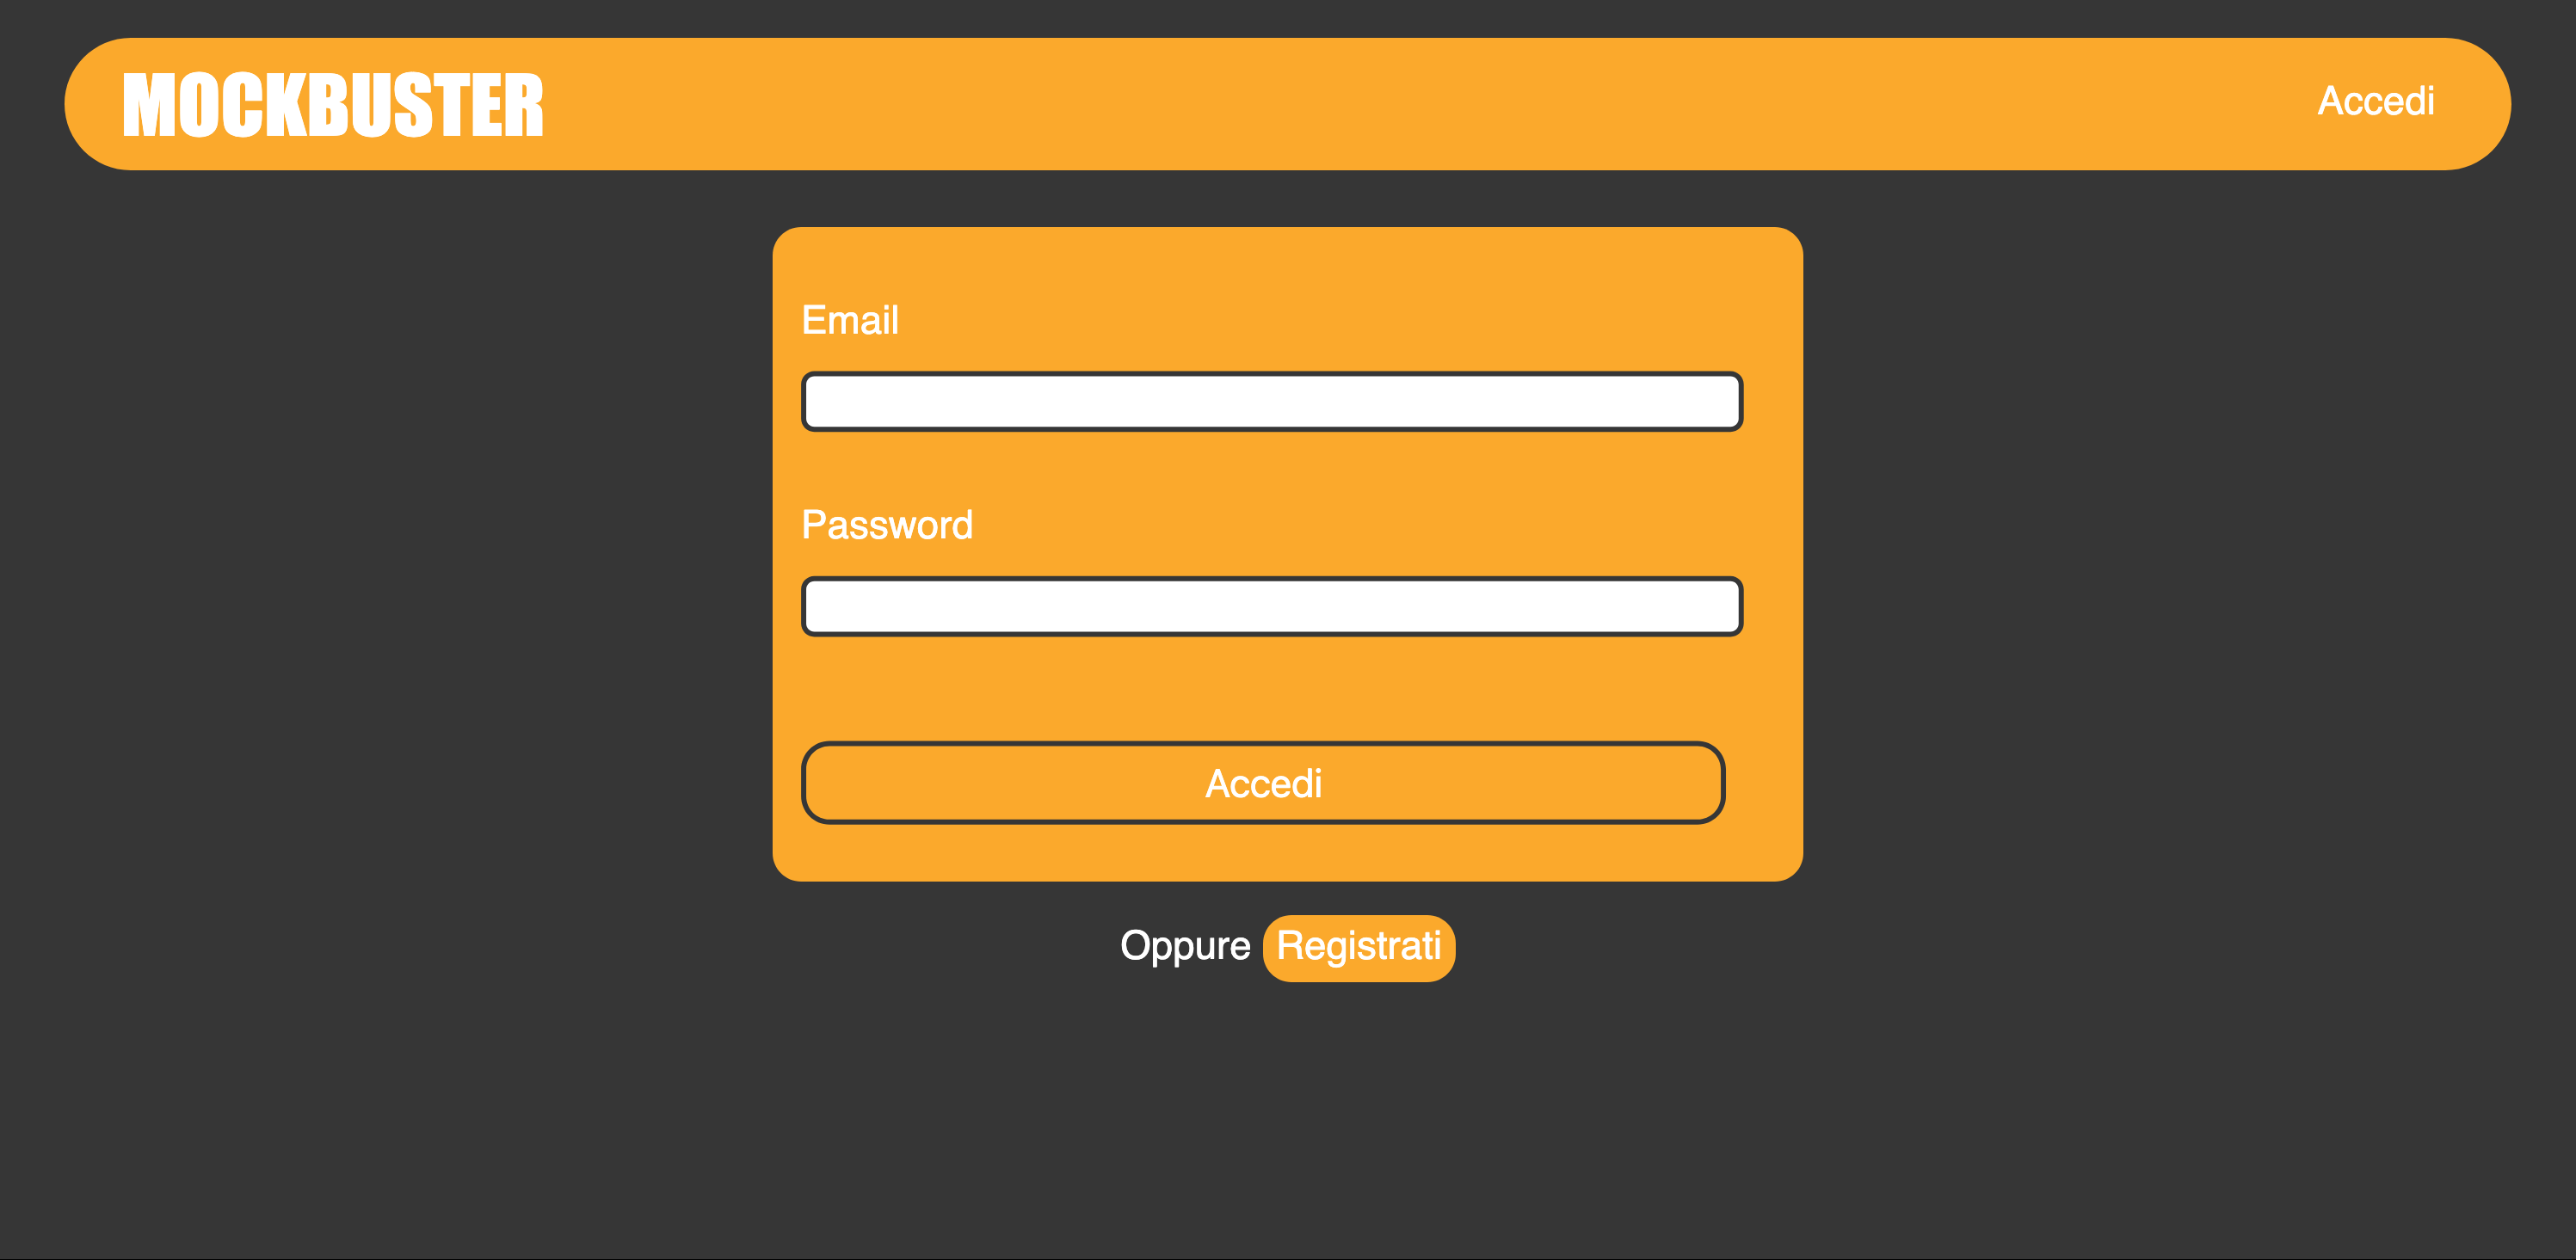 MOCKBUSTER
Accedi
Email
Password
Accedi
Oppure Registrati